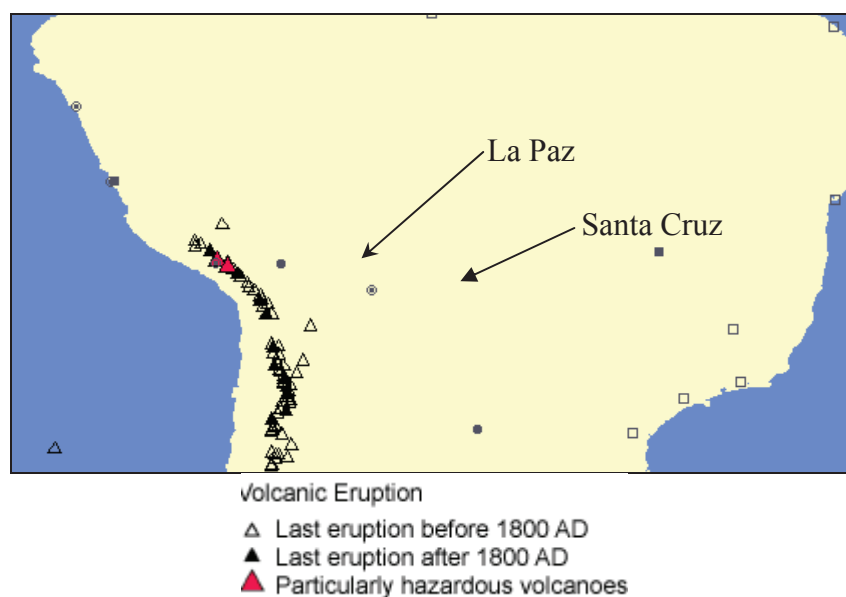 La Paz
Santa Cruz
Volcanic Eruption
Last eruption before 1800 AD
Last eruption after 1800 AD
Particularly hazardous volcanoes